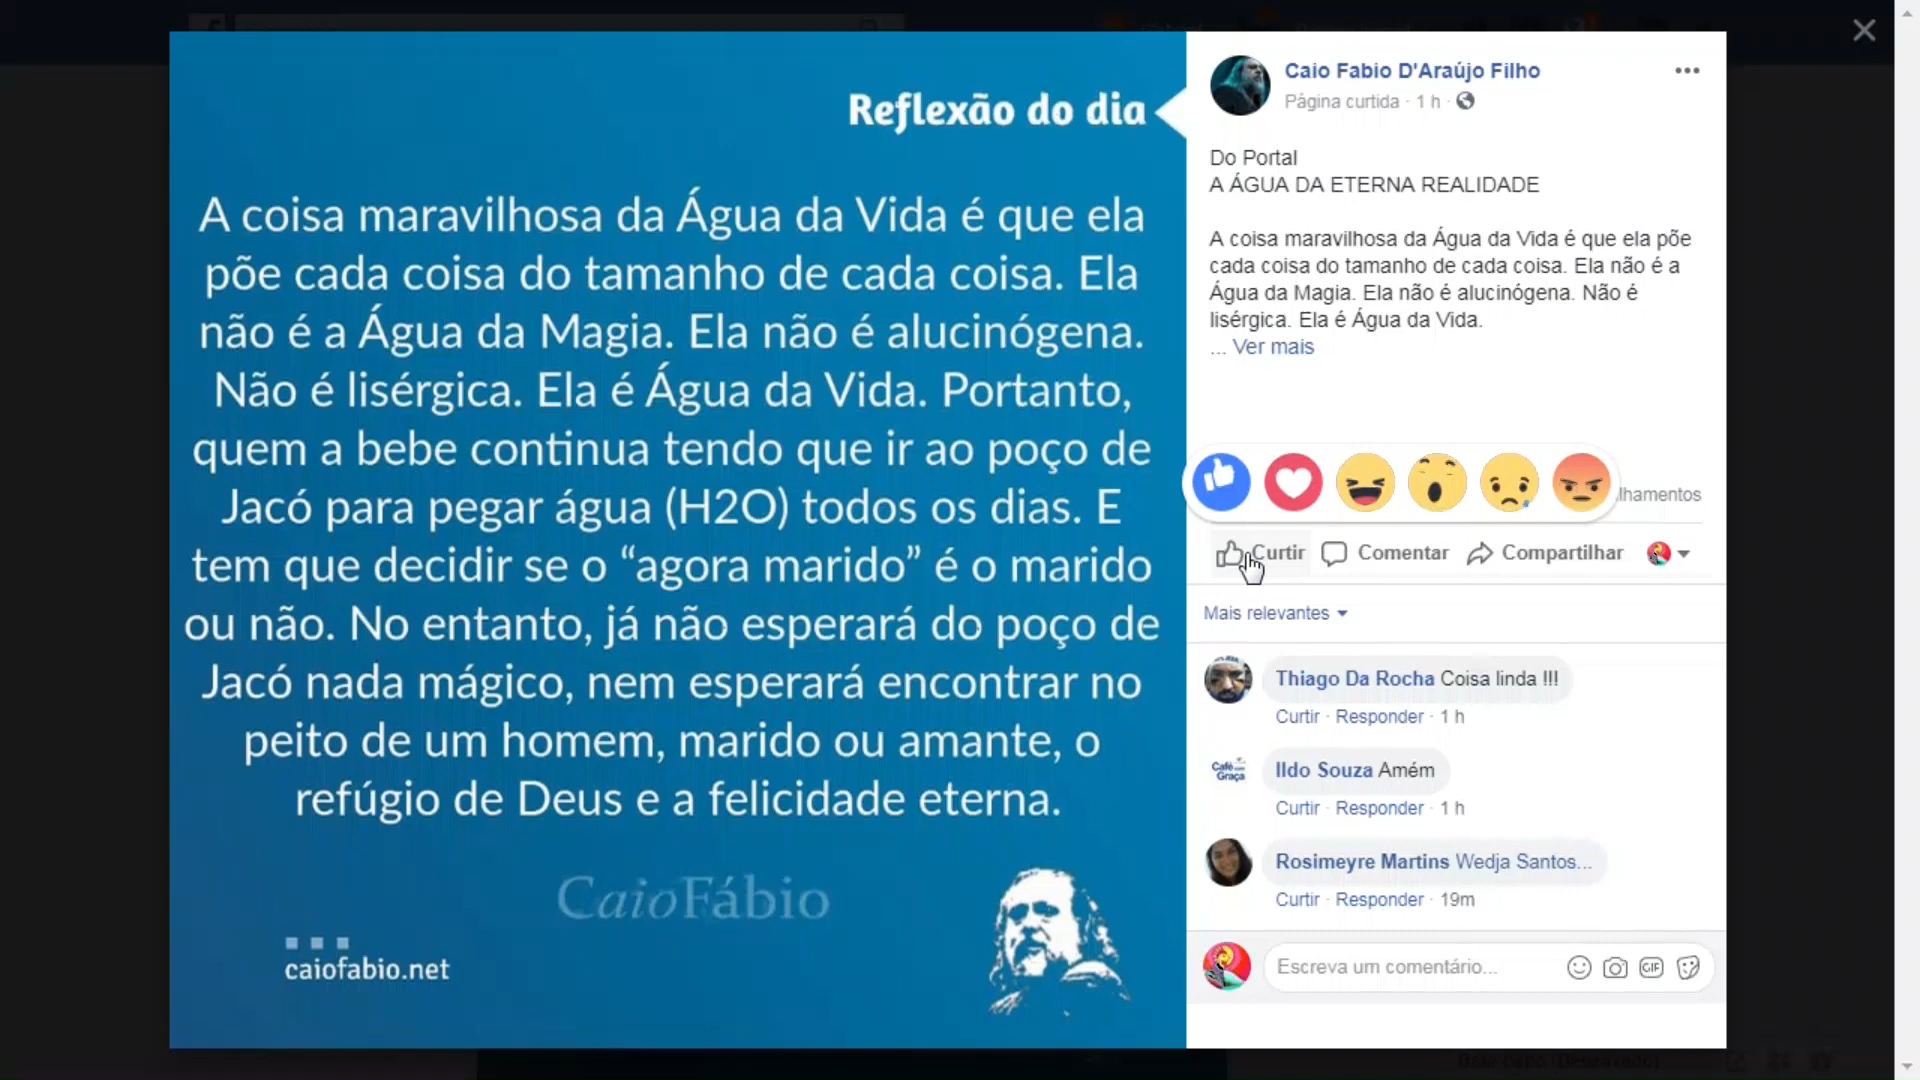 Reflexão do dia
A coisa maravilhosa da Água da Vida é que ela
põe cada coisa do tamanho de cada coisa. Ela
não é a Água da Magia. Ela não é alucinógena.
Não é lisérgica. Ela é Água da Vida. Portanto,
quem a bebe continua tendo que ir ao poço de
Jacó para pegar água (H2O) todos os dias. E
tem que decidir se o “agora marido” é o marido
ou não. No entanto, já não esperará do poço de
Jacó nada mágico, nem esperará encontrar no
peito de um homem, marido ou amante, o
refúgio de Deus e a felicidade eterna.
CaioFábio
caiofabio.net
Caio Fabio D'Araújo Filho
Página curtida · 1 h ·
Do Portal
A ÁGUA DA ETERNA REALIDADE
A coisa maravilhosa da Água da Vida é que ela põe
cada coisa do tamanho de cada coisa. Ela não é a
Água da Magia. Ela não é alucinógena. Não é
lisérgica. Ela é Água da Vida.
... Ver mais
lhamentos
Curtir Comentar Compartilhar
Mais relevantes
Thiago Da Rocha Coisa linda !!!
Curtir · Responder · 1 h
Café com Graça
Ildo Souza Amém
Curtir · Responder · 1 h
Rosimeyre Martins Wedja Santos...
Curtir · Responder · 19m
Escreva um comentário...
GIF